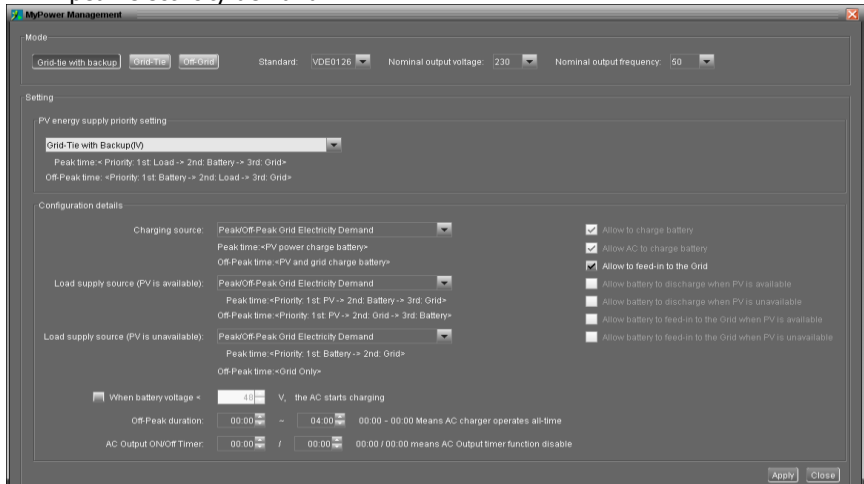 MyPower Management
Mode
Grid-tie with backup Grid-Tie Off-Grid Standard: VDE0126 Nominal output voltage: 230 Nominal output frequency: 50
Setting
PV energy supply priority setting
Grid-Tie with Backup(IV)
Peak time:< Priority: 1st: Load -> 2nd: Battery -> 3rd: Grid>
Off-Peak time: <Priority: 1st: Battery -> 2nd: Load -> 3rd: Grid>
Configuration details
Charging source: Peak/Off-Peak Grid Electricity Demand Allow to charge battery
Peak time:<PV power charge battery> Allow AC to charge battery
Off-Peak time:<PV and grid charge battery> Allow to feed-in to the Grid
Load supply source (PV is available): Peak/Off-Peak Grid Electricity Demand Allow battery to discharge when PV is available
Peak time:<Priority: 1st: PV-> 2nd: Battery-> 3rd: Grid> Allow battery to discharge when PV is unavailable
Off-Peak time:<Priority: 1st: PV -> 2nd: Grid -> 3rd: Battery> Allow battery to feed-in to the Grid when PV is available
Load supply source (PV is unavailable): Peak/Off-Peak Grid Electricity Demand Allow battery to feed-in to the Grid when PV is unavailable
Peak time:<Priority: 1st: Battery -> 2nd: Grid>
Off-Peak time:<Grid Only>
When battery voltage < 48 V, the AC starts charging
Off-Peak duration: 00:00 – 04:00 00:00 – 00:00 Means AC charger operates all-time
AC Output ON/Off Timer: 00:00 / 00:00 00:00 / 00:00 means AC Output timer function disable
Apply Close